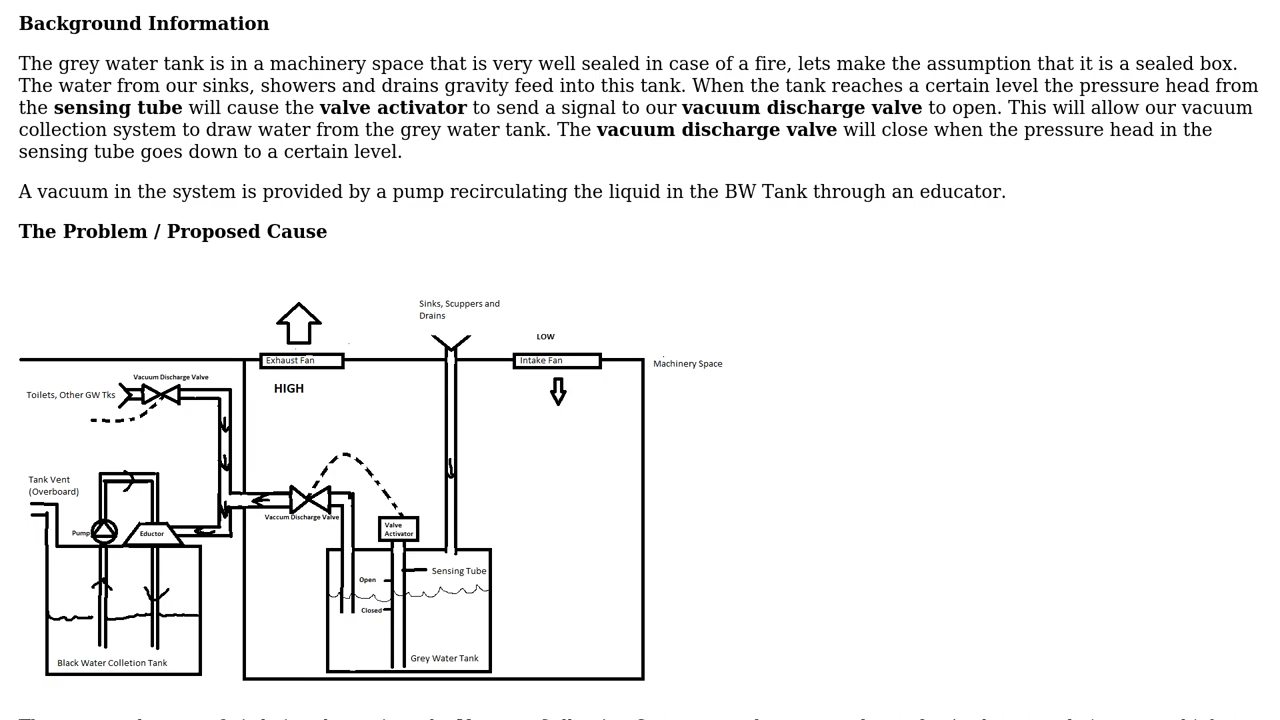 Background Information
The grey water tank is in a machinery space that is very well sealed in case of a fire, lets make the assumption that it is a sealed box.
The water from our sinks, showers and drains gravity feed into this tank. When the tank reaches a certain level the pressure head from
the sensing tube will cause the valve activator to send a signal to our vacuum discharge valve to open. This will allow our vacuum
collection system to draw water from the grey water tank. The vacuum discharge valve will close when the pressure head in the
sensing tube goes down to a certain level.
A vacuum in the system is provided by a pump recirculating the liquid in the BW Tank through an educator.
The Problem / Proposed Cause
Sinks, Scuppers and
Drains
LOW
Exhaust Fan
Intake Fan
Machinery Space
HIGH
Vacuum Discharge Valve
Toilets, Other GW Tks
Tank Vent
(Overboard)
Pump
Eductor
Vaccum Discharge Valve
Valve
Activator
Sensing Tube
Open
Closed
Grey Water Tank
Black Water Colletion Tank